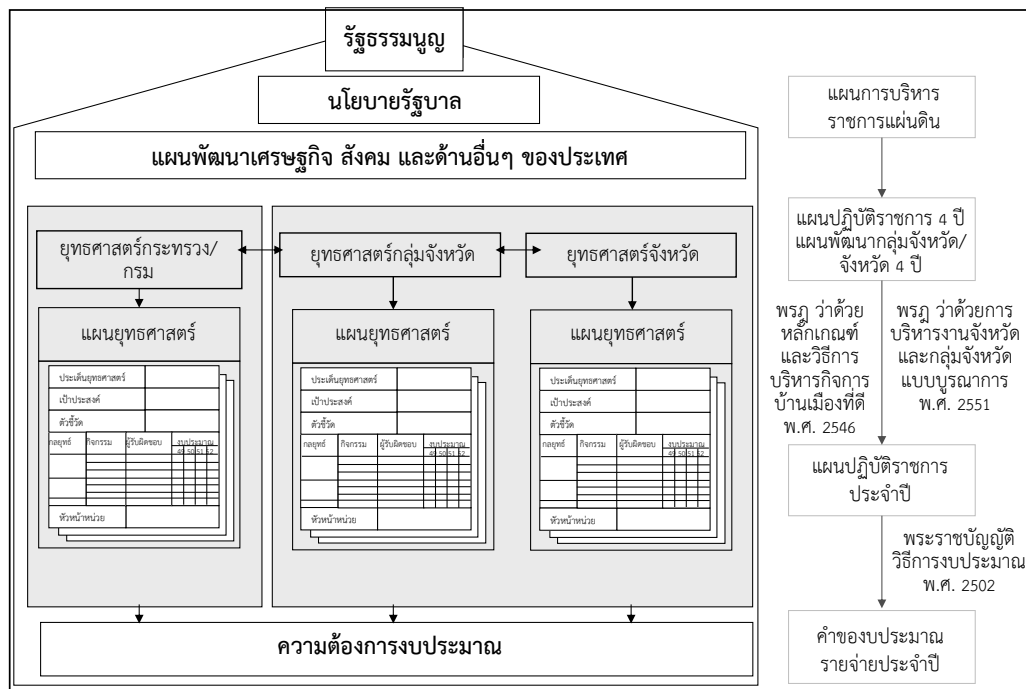 รัฐธรรมนูญ
นโยบายรัฐบาล
แผนพัฒนาเศรษฐกิจ สังคม และด้านอื่นๆ ของประเทศ
ยุทธศาสตร์กระทรวง/
กรม
ยุทธศาสตร์กลุ่มจังหวัด
ยุทธศาสตร์จังหวัด
แผนยุทธศาสตร์
ประเด็นยุทธศาสตร์
เป้าประสงค์
ตัวชี้วัด
กลยุทธ์ กิจกรรม ผู้รับผิดชอบ งบประมาณ
49 50 51 52
หัวหน้าหน่วย
แผนยุทธศาสตร์
ประเด็นยุทธศาสตร์
เป้าประสงค์
ตัวชี้วัด
กลยุทธ์ กิจกรรม ผู้รับผิดชอบ งบประมาณ
49 50 51 52
หัวหน้าหน่วย
แผนยุทธศาสตร์
ประเด็นยุทธศาสตร์
เป้าประสงค์
ตัวชี้วัด
กลยุทธ์ กิจกรรม ผู้รับผิดชอบ งบประมาณ
49 50 51 52
หัวหน้าหน่วย
ความต้องการงบประมาณ
แผนการบริหาร
ราชการแผ่นดิน
แผนปฏิบัติราชการ 4 ปี
แผนพัฒนากลุ่มจังหวัด/
จังหวัด 4 ปี
พรฎ ว่าด้วย
หลักเกณฑ์
และวิธีการ
บริหารกิจการ
บ้านเมืองที่ดี
พ.ศ. 2546
พรฎ ว่าด้วยการ
บริหารงานจังหวัด
และกลุ่มจังหวัด
แบบบูรณาการ
พ.ศ. 2551
แผนปฏิบัติราชการ
ประจำปี
พระราชบัญญัติ
วิธีการงบประมาณ
พ.ศ. 2502
คำของบประมาณ
รายจ่ายประจำปี